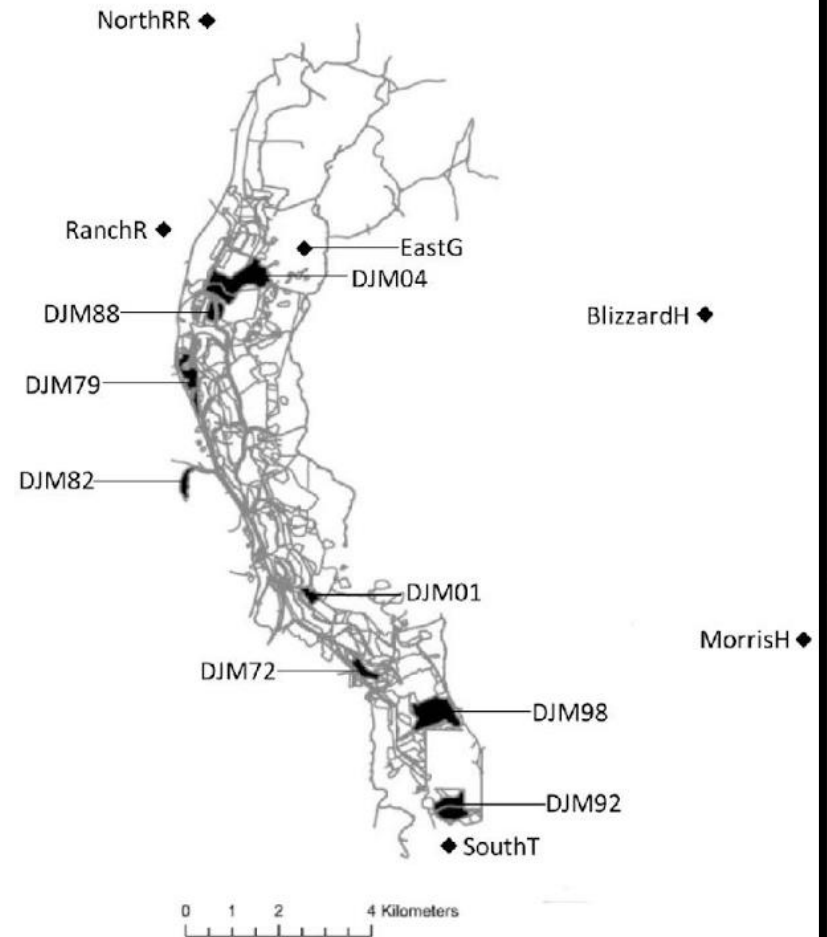 NorthRR
RanchR
EastG
DJM04
DJM88
BlizzardH
DJM79
DJM82
DJM01
MorrisH
DJM72
DJM98
DJM92
SouthT
0 1 2 4 Kilometers